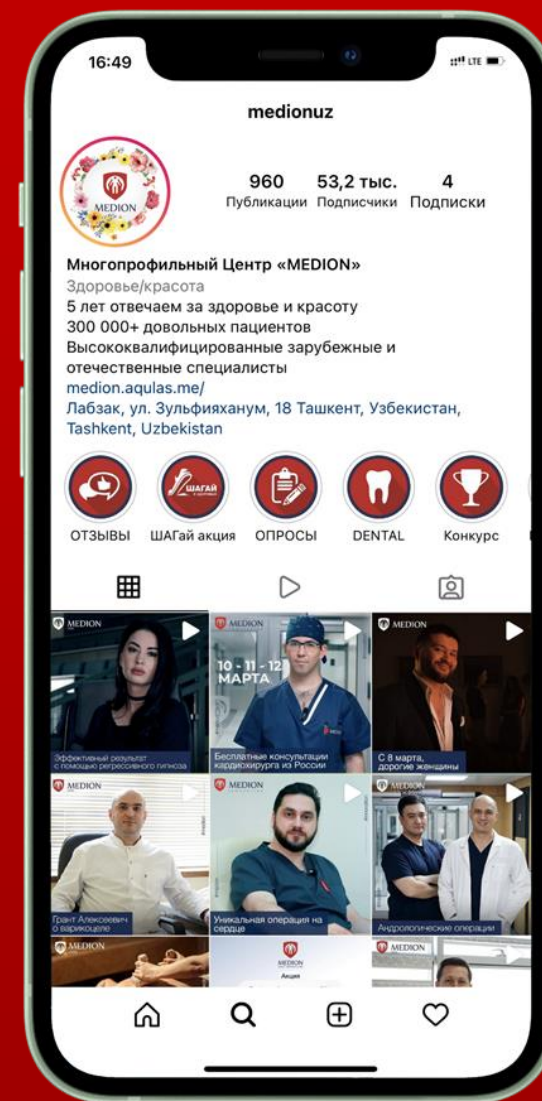 16:49
LTE
medionuz
MEDION
960
53,2 тыс.
4
Публикации
Подписчики
Подписки
Многопрофильный Центр «MEDION»
Здоровье/красота
5 лет отвечаем за здоровье и красоту
300 000+ довольных пациентов
Высококвалифицированные зарубежные и
отечественные специалисты
medion.aqulas.me/
Лабзак, ул. Зульфияханум, 18 Ташкент, Узбекистан,
Tashkent, Uzbekistan
ШАГАЙ
ОТЗЫВЫ
ШАГай акция
ОПРОСЫ
DENTAL
Конкурс
MEDION
Эффективный результат
с помощью регрессивного гипноза
MEDION
10 - 11 - 12
МАРТА
Бесплатные консультации
кардиохирурга из России
MEDION
С 8 марта,
дорогие женщины
MEDION
Грант Алексеевич
о варикоцеле
MEDION
Уникальная операция на
сердце
MEDION
Андрологические операции
MEDION
MEDION
Акция
MEDION